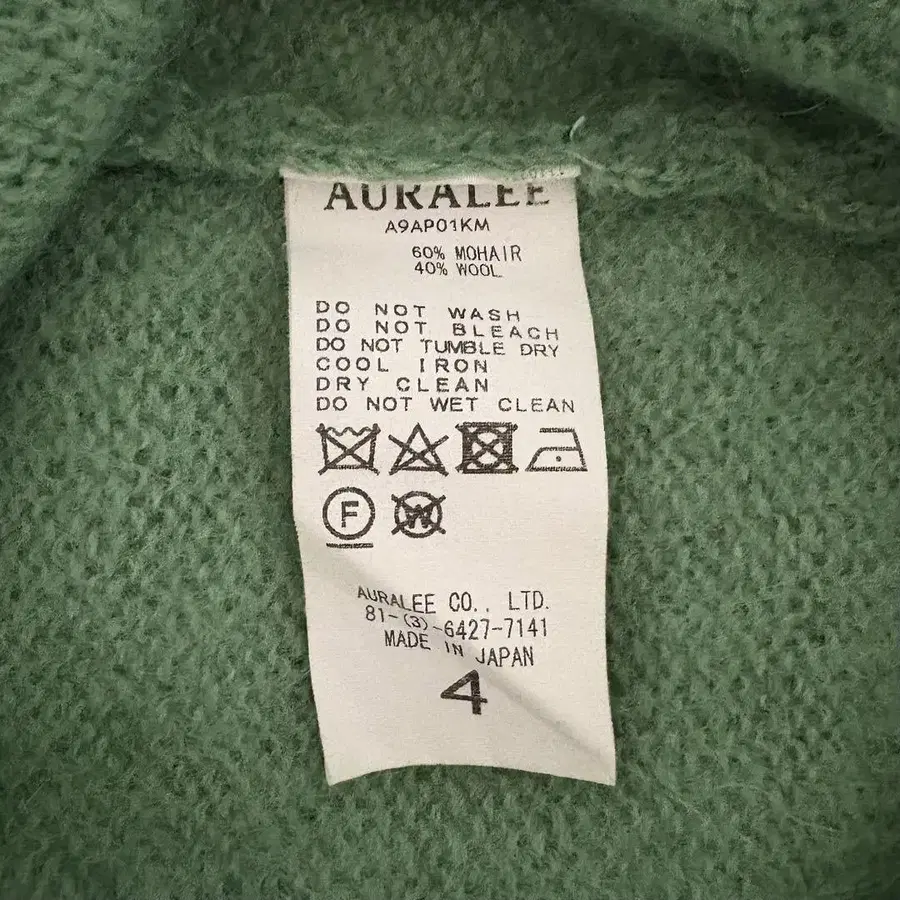 AURALEE
A9AP01KM
60% MOHAIR
40% WOOL
DO NOT WASH
DO NOT BLEACH
DO NOT TUMBLE DRY
COOL IRON
DRY CLEAN
DO NOT WET CLEAN
F W
AURALEE CO., LTD.
81-(3)-6427-7141
MADE IN JAPAN
4